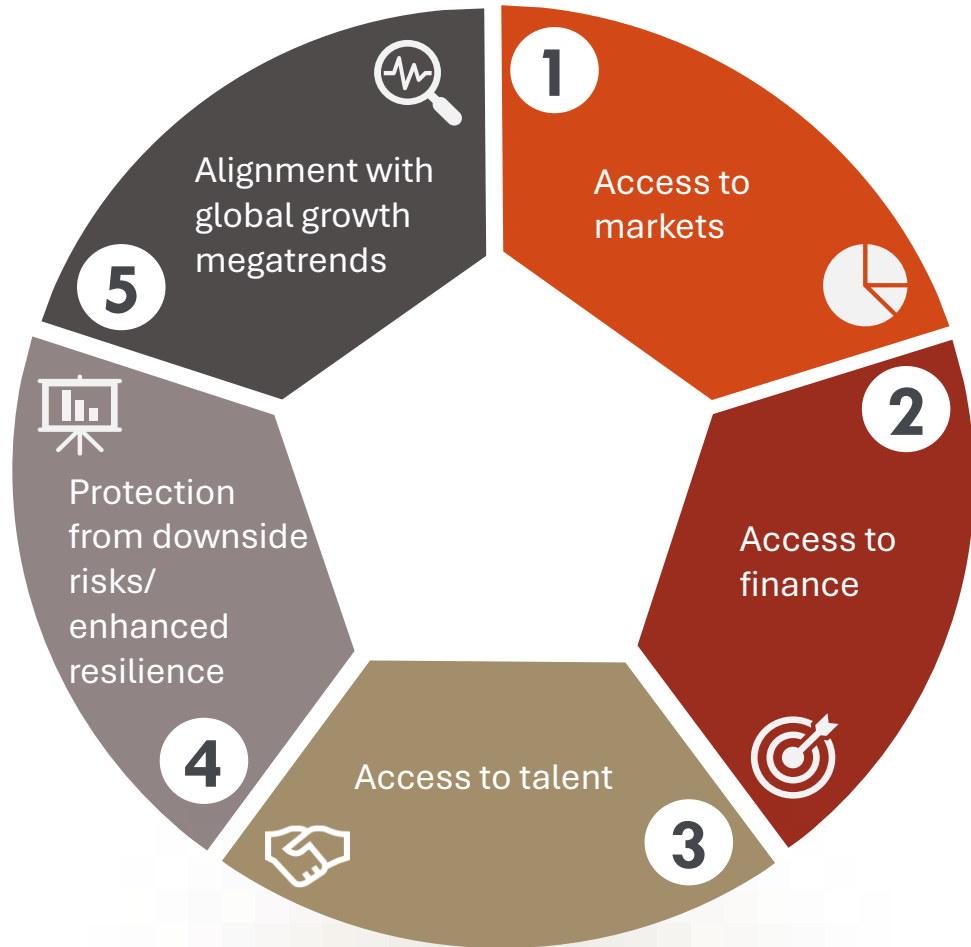 1
Access to
markets
2
Access to
finance
3
Access to talent
4
Protection
from downside
risks/
enhanced
resilience
5
Alignment with
global growth
megatrends